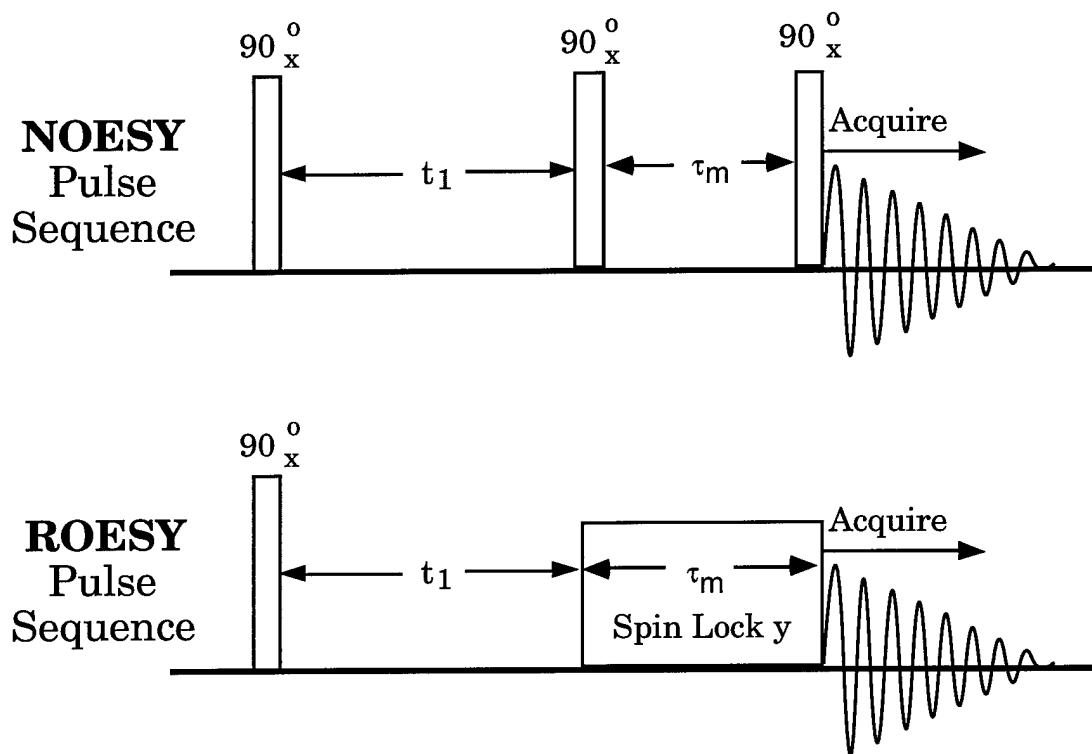 90°x 90°x 90°x
NOESY
Pulse
Sequence
t1
τm
Acquire
90°x
ROESY
Pulse
Sequence
t1
τm
Spin Lock y
Acquire